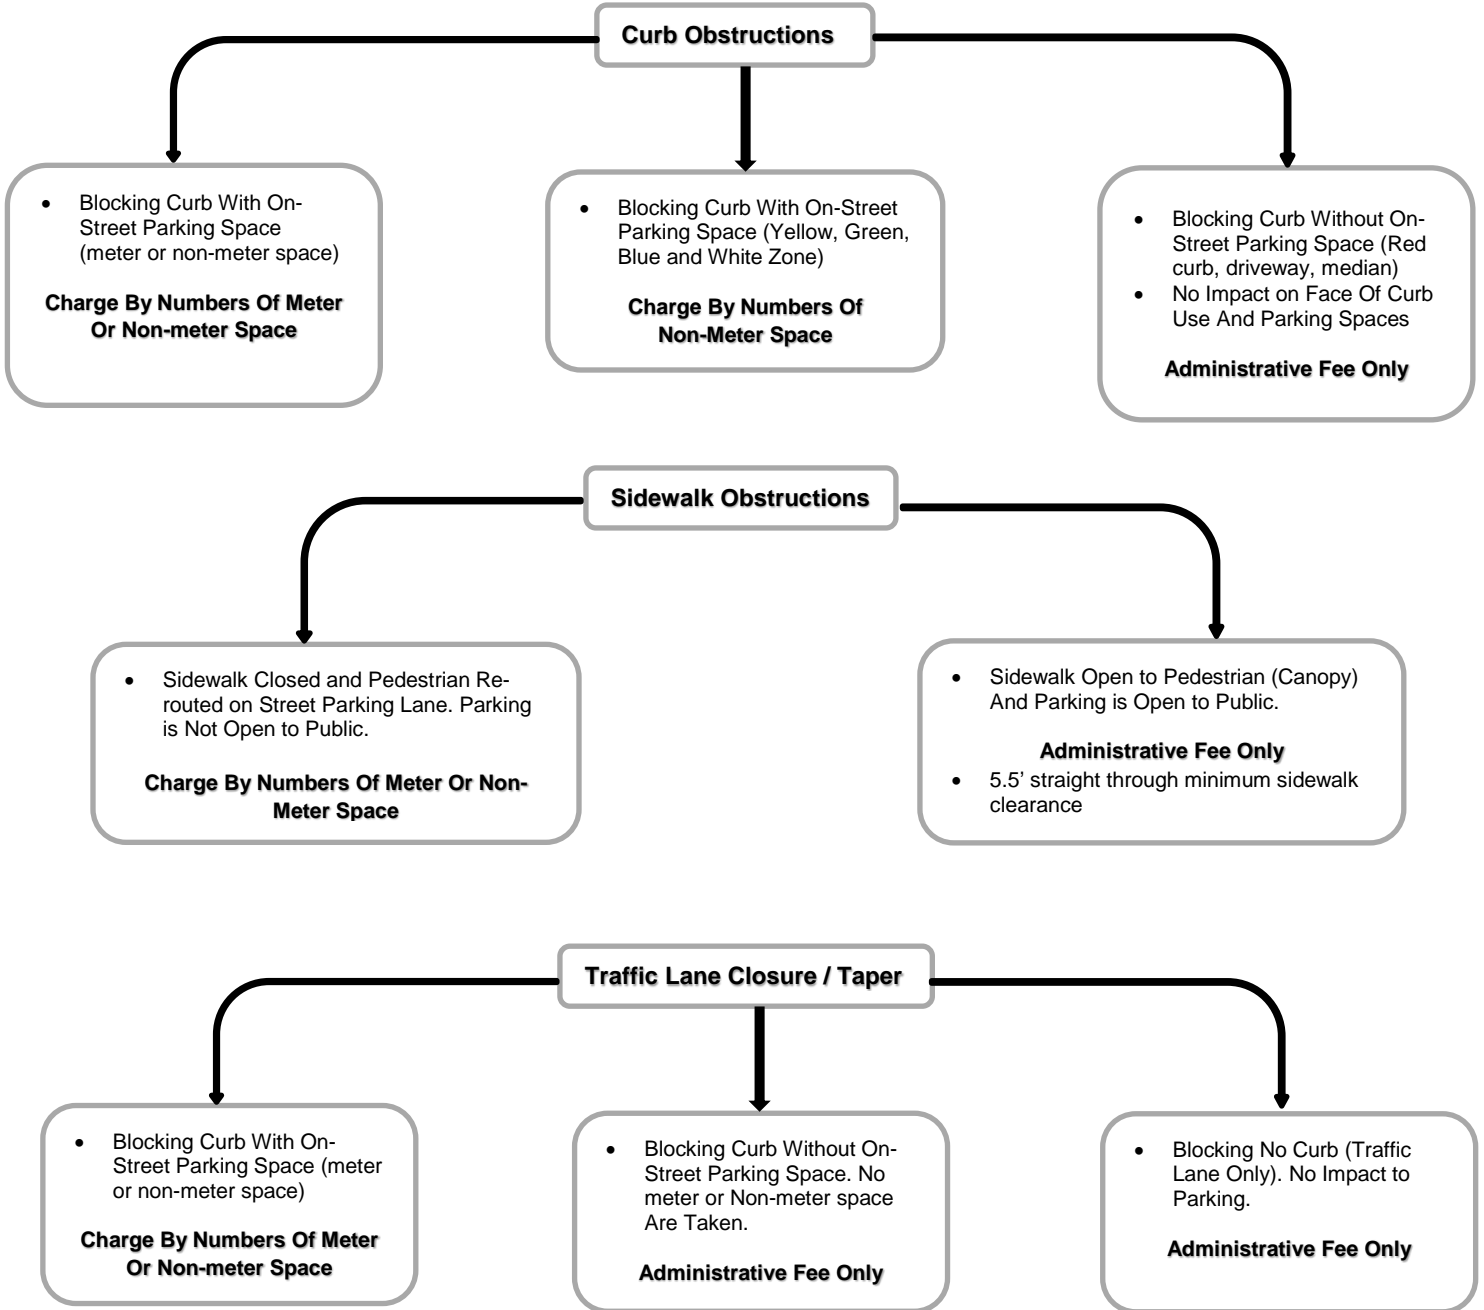 Curb Obstructions
• Blocking Curb With On-
Street Parking Space
(meter or non-meter space)
Charge By Numbers Of Meter
Or Non-meter Space
• Blocking Curb With On-Street
Parking Space (Yellow, Green,
Blue and White Zone)
Charge By Numbers Of
Non-Meter Space
• Blocking Curb Without On-
Street Parking Space (Red
curb, driveway, median)
• No Impact on Face Of Curb
Use And Parking Spaces
Administrative Fee Only
Sidewalk Obstructions
• Sidewalk Closed and Pedestrian Re-
routed on Street Parking Lane. Parking
is Not Open to Public.
Charge By Numbers Of Meter Or Non-
Meter Space
• Sidewalk Open to Pedestrian (Canopy)
And Parking is Open to Public.
Administrative Fee Only
• 5.5’ straight through minimum sidewalk
clearance
Traffic Lane Closure / Taper
• Blocking Curb With On-
Street Parking Space (meter
or non-meter space)
Charge By Numbers Of Meter
Or Non-meter Space
• Blocking Curb Without On-
Street Parking Space. No
meter or Non-meter space
Are Taken.
Administrative Fee Only
• Blocking No Curb (Traffic
Lane Only). No Impact to
Parking.
Administrative Fee Only